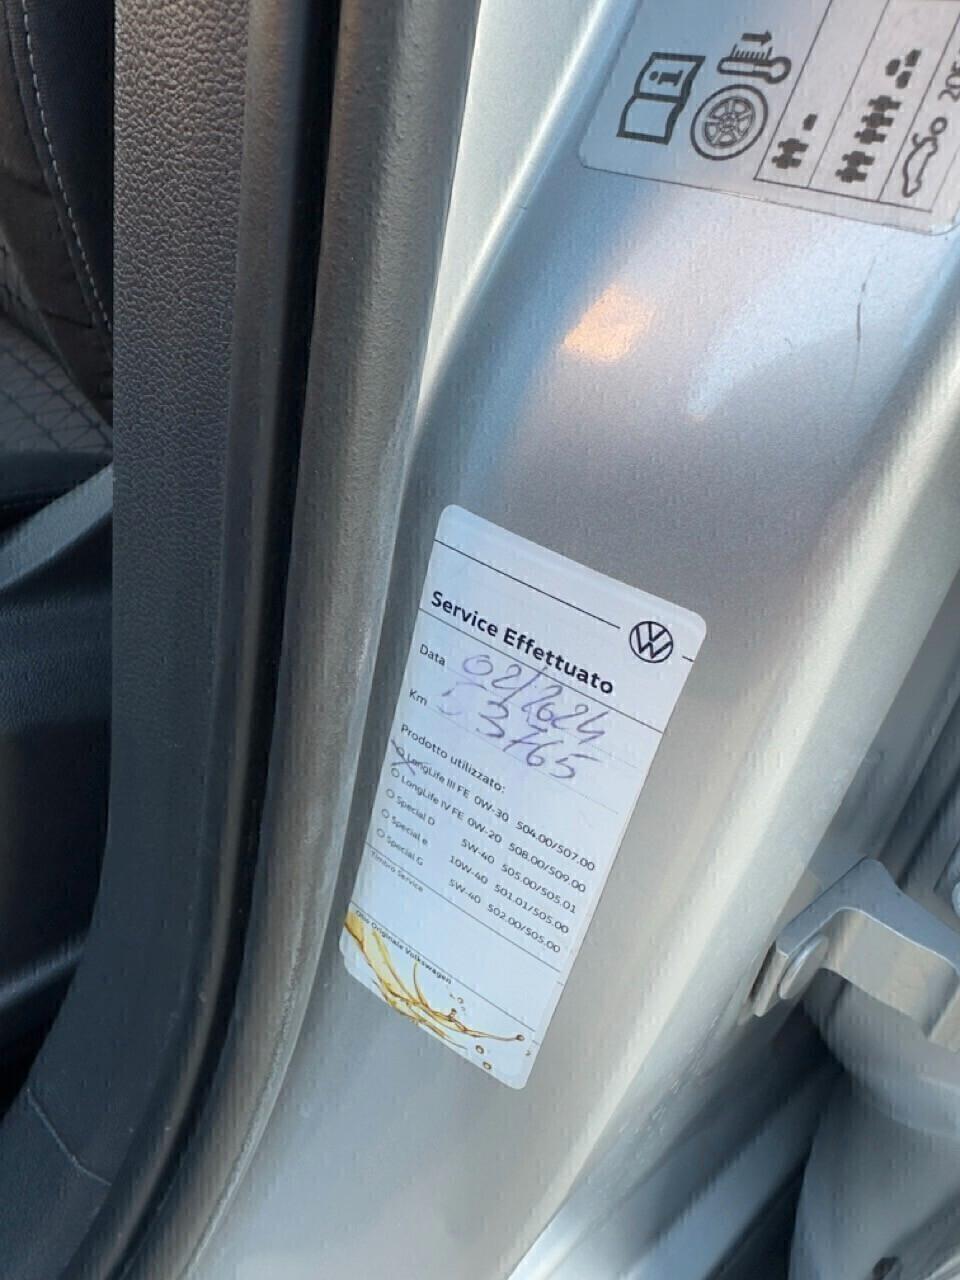 205
Service Effettuato
Data 02/2024
Km
Prodotto utilizzato:
LongLife III FE 0W-30 504.00/507.00
LongLife IV FE 0W-20 508.00/509.00
Special D 5W-40 505.00/505.01
Special e 10W-40 501.01/505.00
Special G 5W-40 502.00/505.00
Timbro Service
Olio Originale Volkswagen